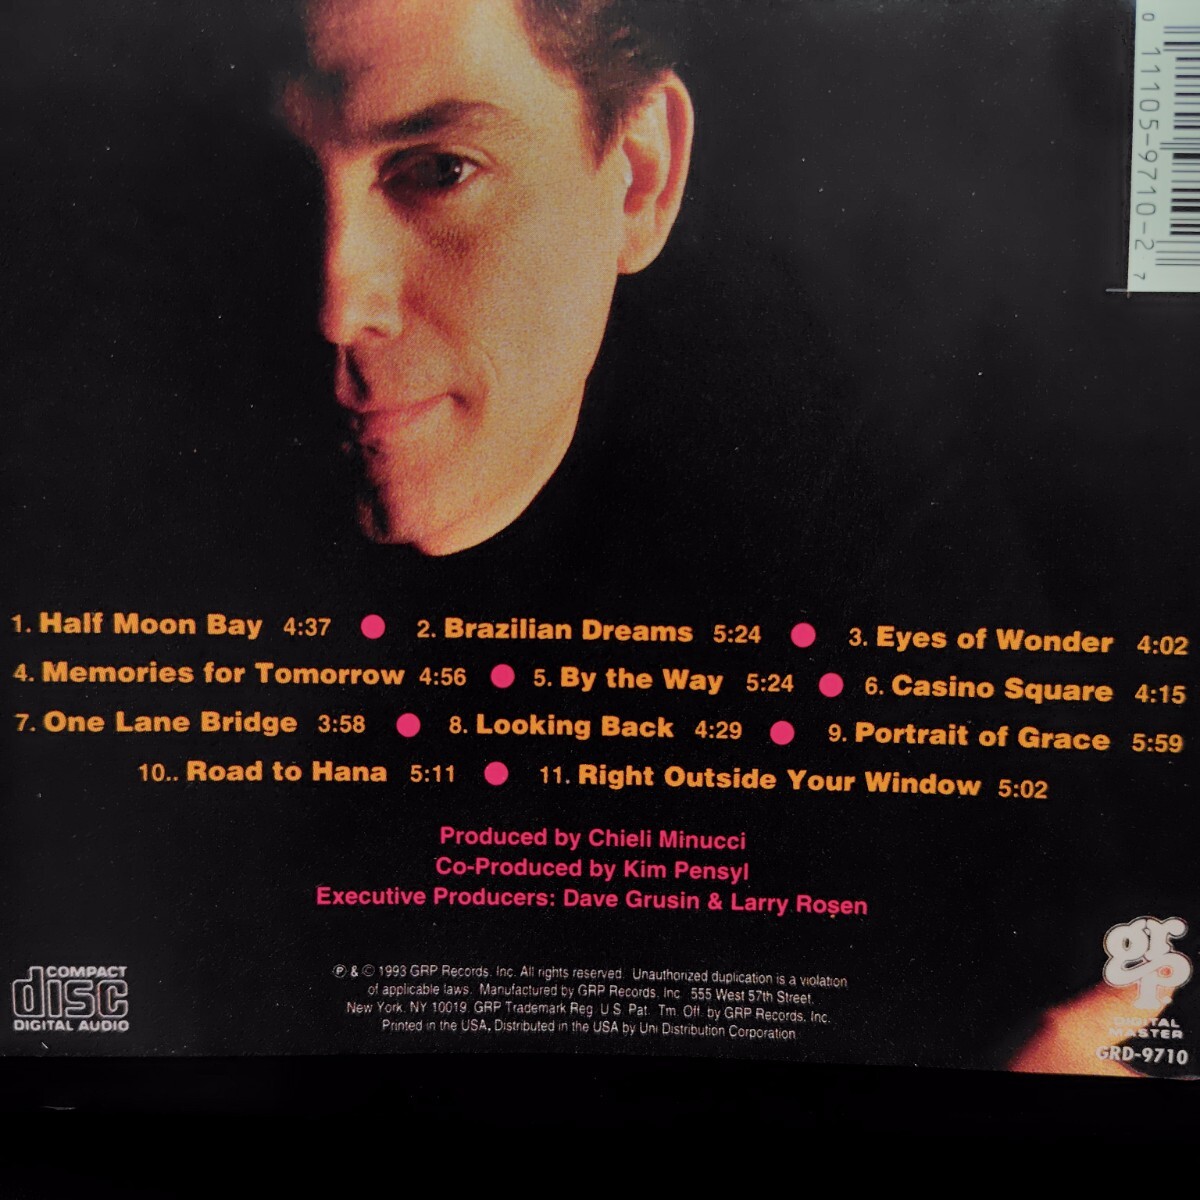 0 11105-9710-2 7
1. Half Moon Bay 4:37 2. Brazilian Dreams 5:24 3. Eyes of Wonder 4:02
4. Memories for Tomorrow 4:56 5. By the Way 5:24 6. Casino Square 4:15
7. One Lane Bridge 3:58 8. Looking Back 4:29 9. Portrait of Grace 5:59
10.. Road to Hana 5:11 11. Right Outside Your Window 5:02
Produced by Chieli Minucci
Co-Produced by Kim Pensyl
Executive Producers: Dave Grusin & Larry Rosen
℗ & © 1993 GRP Records, Inc. All rights reserved. Unauthorized duplication is a violation
of applicable laws. Manufactured by GRP Records, Inc. 555 West 57th Street,
New York, NY 10019. GRP Trademark Reg. U.S. Pat. Tm. Off. by GRP Records, Inc.
Printed in the USA, Distributed in the USA by Uni Distribution Corporation
COMPACT
disc
DIGITAL AUDIO
grp
DIGITAL
MASTER
GRD-9710